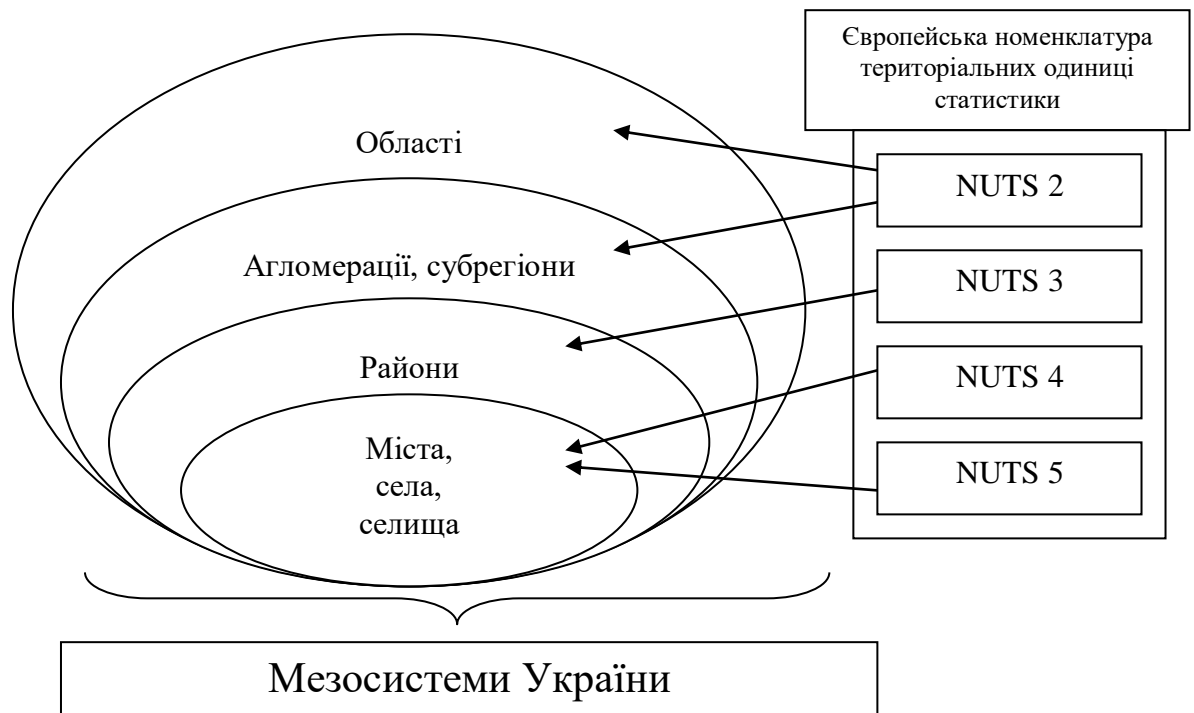 Області
Агломерації, субрегіони
Райони
Міста,
села,
селища
Європейська номенклатура
територіальних одиниці
статистики
NUTS 2
NUTS 3
NUTS 4
NUTS 5
Мезосистеми України